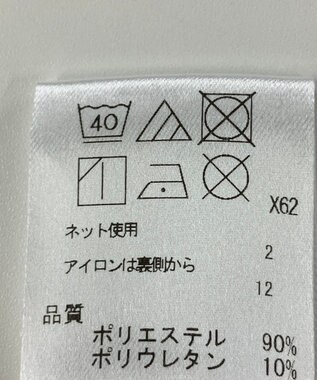 40
X62
ネット使用
2
アイロンは裏側から
12
品質
ポリエステル 90%
ポリウレタン 10%